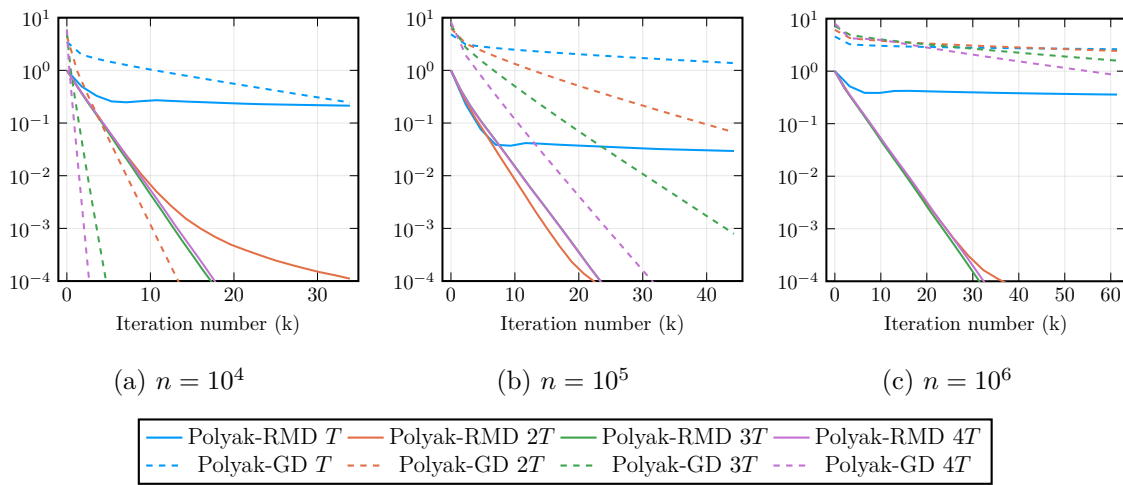 10^1
10^0
10^−1
10^−2
10^−3
10^−4
0 10 20 30
Iteration number (k)
(a) n = 10^4
10^1
10^0
10^−1
10^−2
10^−3
10^−4
0 10 20 30 40
Iteration number (k)
(b) n = 10^5
10^1
10^0
10^−1
10^−2
10^−3
10^−4
0 10 20 30 40 50 60
Iteration number (k)
(c) n = 10^6
Polyak-RMD T Polyak-RMD 2T Polyak-RMD 3T Polyak-RMD 4T
Polyak-GD T Polyak-GD 2T Polyak-GD 3T Polyak-GD 4T